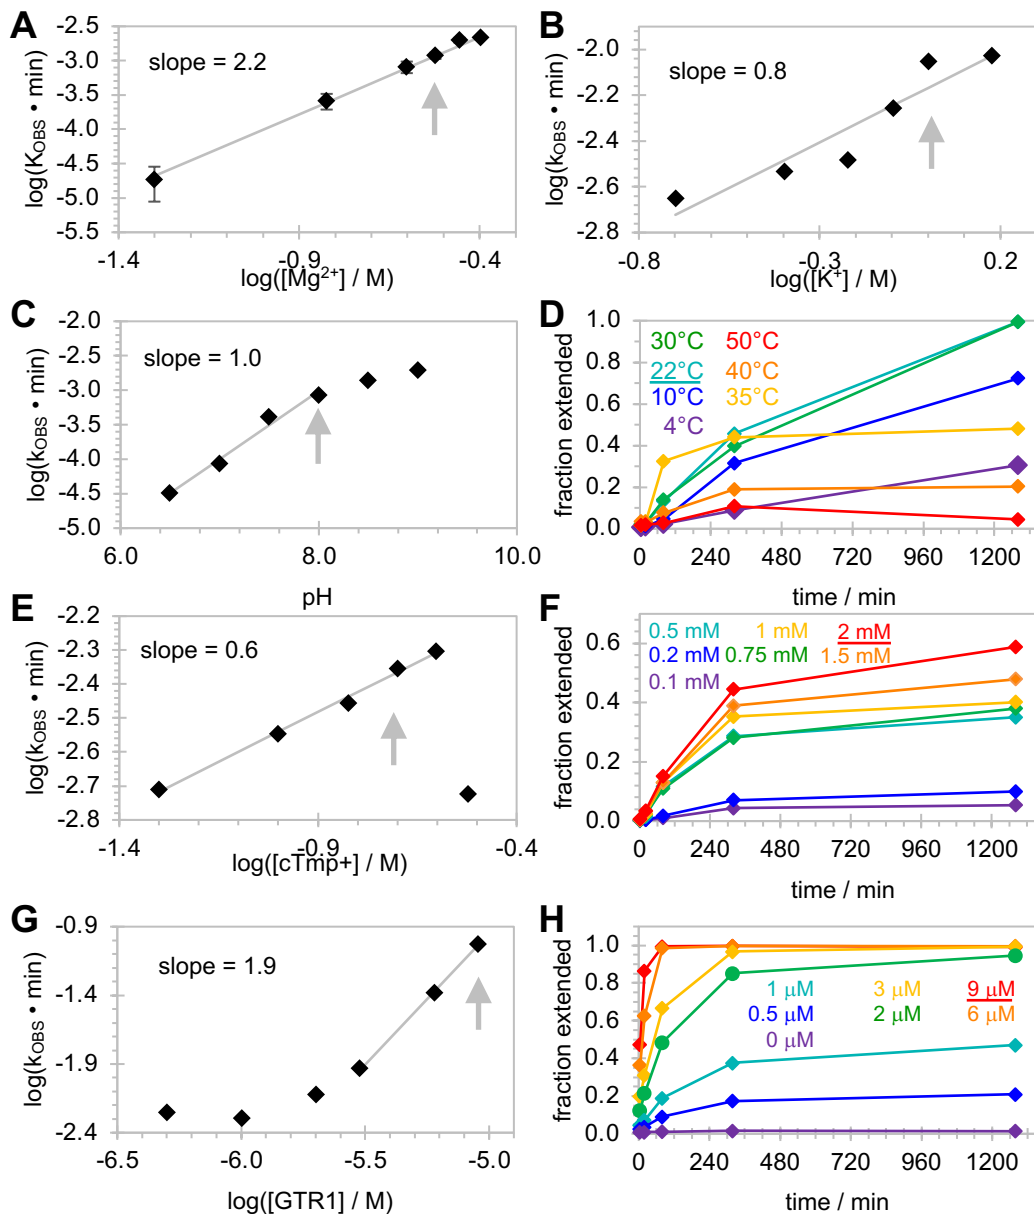 A
slope = 2.2
log(K_OBS • min)
-2.5
-3.0
-3.5
-4.0
-4.5
-5.0
-5.5
-1.4 -0.9 -0.4
log([Mg²⁺] / M)
B
slope = 0.8
log(k_OBS • min)
-2.0
-2.2
-2.4
-2.6
-2.8
-0.8 -0.3 0.2
log([K⁺] / M)
C
slope = 1.0
log(k_OBS • min)
-2.0
-2.5
-3.0
-3.5
-4.0
-4.5
-5.0
6.0 8.0 10.0
pH
D
fraction extended
1.0
0.8
0.6
0.4
0.2
0.0
30°C 50°C
22°C 40°C
10°C 35°C
4°C
0 240 480 720 960 1200
time / min
E
slope = 0.6
log(k_OBS • min)
-2.2
-2.3
-2.4
-2.5
-2.6
-2.7
-2.8
-1.4 -0.9 -0.4
log([cTmp+] / M)
F
fraction extended
0.6
0.4
0.2
0.0
0.5 mM 1 mM 2 mM
0.2 mM 0.75 mM 1.5 mM
0.1 mM
0 240 480 720 960 1200
time / min
G
slope = 1.9
log(k_OBS • min)
-0.9
-1.4
-1.9
-2.4
-6.5 -6.0 -5.5 -5.0
log([GTR1] / M)
H
fraction extended
1.0
0.8
0.6
0.4
0.2
0.0
1 µM 3 µM 9 µM
0.5 µM 2 µM 6 µM
0 µM
0 240 480 720 960 1200
time / min